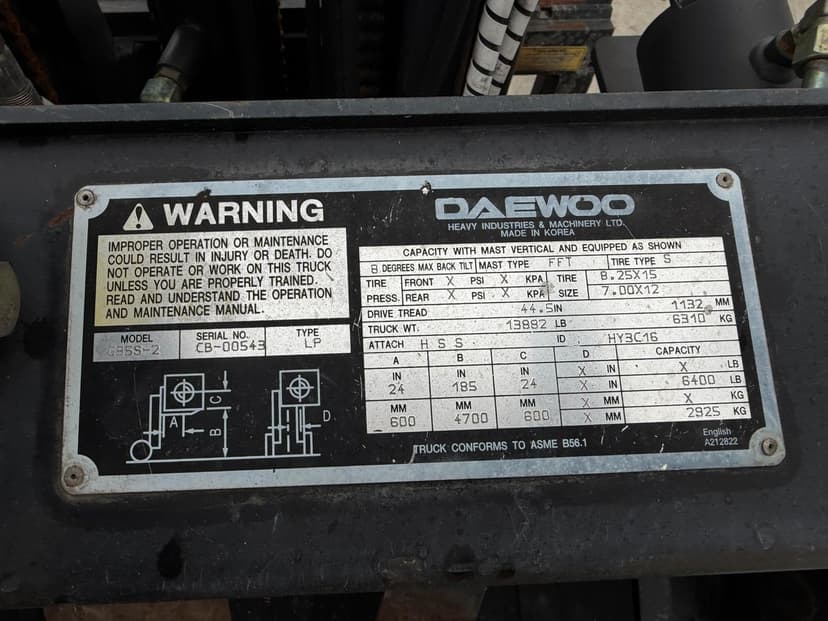 WARNING
IMPROPER OPERATION OR MAINTENANCE
COULD RESULT IN INJURY OR DEATH. DO
NOT OPERATE OR WORK ON THIS TRUCK
UNLESS YOU ARE PROPERLY TRAINED.
READ AND UNDERSTAND THE OPERATION
AND MAINTENANCE MANUAL.
MODEL SERIAL NO. TYPE
G35S-2 CB-00543 LP
A C B D
DAEWOO
HEAVY INDUSTRIES & MACHINERY LTD.
MADE IN KOREA
CAPACITY WITH MAST VERTICAL AND EQUIPPED AS SHOWN
8 DEGREES MAX BACK TILT MAST TYPE FFT TIRE TYPE S
TIRE FRONT X PSI X KPA TIRE 8.25X15
PRESS. REAR X PSI X KPA SIZE 7.00X12
DRIVE TREAD 44.5IN 1132 MM
TRUCK WT. 13882 LB 6310 KG
ATTACH HSS ID HY3C16
A B C D CAPACITY
IN IN IN X IN X LB
24 185 24 X IN 6400 LB
MM MM MM X MM X KG
600 4700 600 X MM 2925 KG
TRUCK CONFORMS TO ASME B56.1
English
A212822